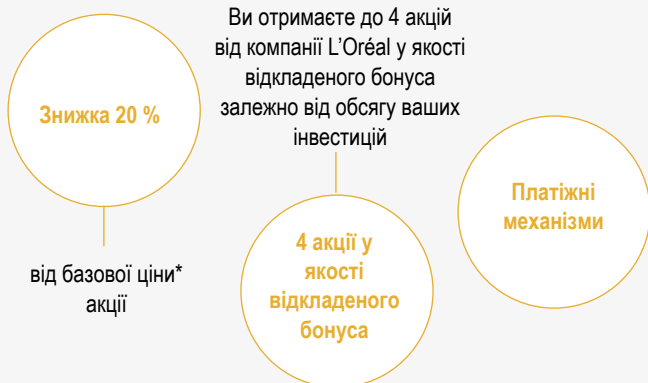 Знижка 20 %
від базової ціни*
акції
Ви отримаєте до 4 акцій
від компанії L’Oréal у якості
відкладеного бонуса
залежно від обсягу ваших
інвестицій
4 акції у
якості
відкладеного
бонуса
Платіжні
механізми